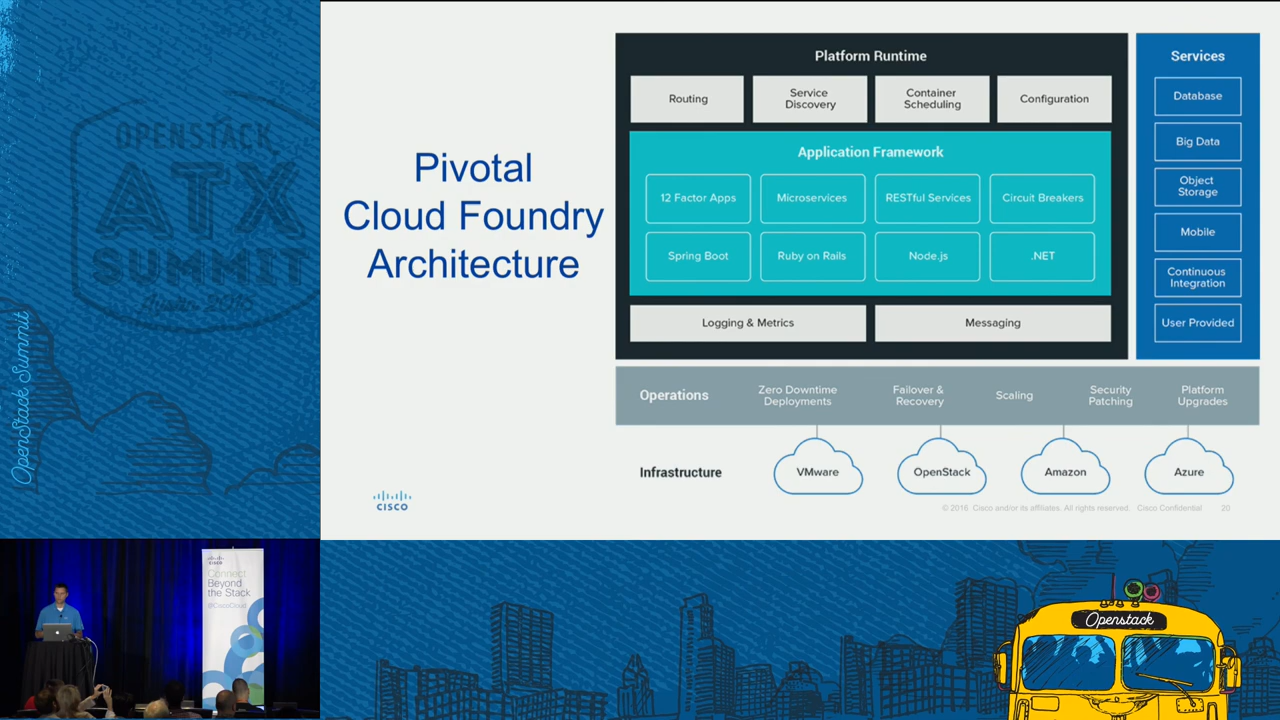 OPENSTACK
ATX
SUMMIT
OpenStack Summit
Pivotal
Cloud Foundry
Architecture
Platform Runtime
Routing
Service
Discovery
Container
Scheduling
Configuration
Application Framework
12 Factor Apps
Microservices
RESTful Services
Circuit Breakers
Spring Boot
Ruby on Rails
Node.js
.NET
Logging & Metrics
Messaging
Services
Database
Big Data
Object
Storage
Mobile
Continuous
Integration
User Provided
Operations
Zero Downtime
Deployments
Failover &
Recovery
Scaling
Security
Patching
Platform
Upgrades
Infrastructure
VMware
OpenStack
Amazon
Azure
CISCO
© 2016 Cisco and/or its affiliates. All rights reserved. Cisco Confidential 20
CISCO
Connect
Beyond
the Stack
@CiscoCloud
Openstack